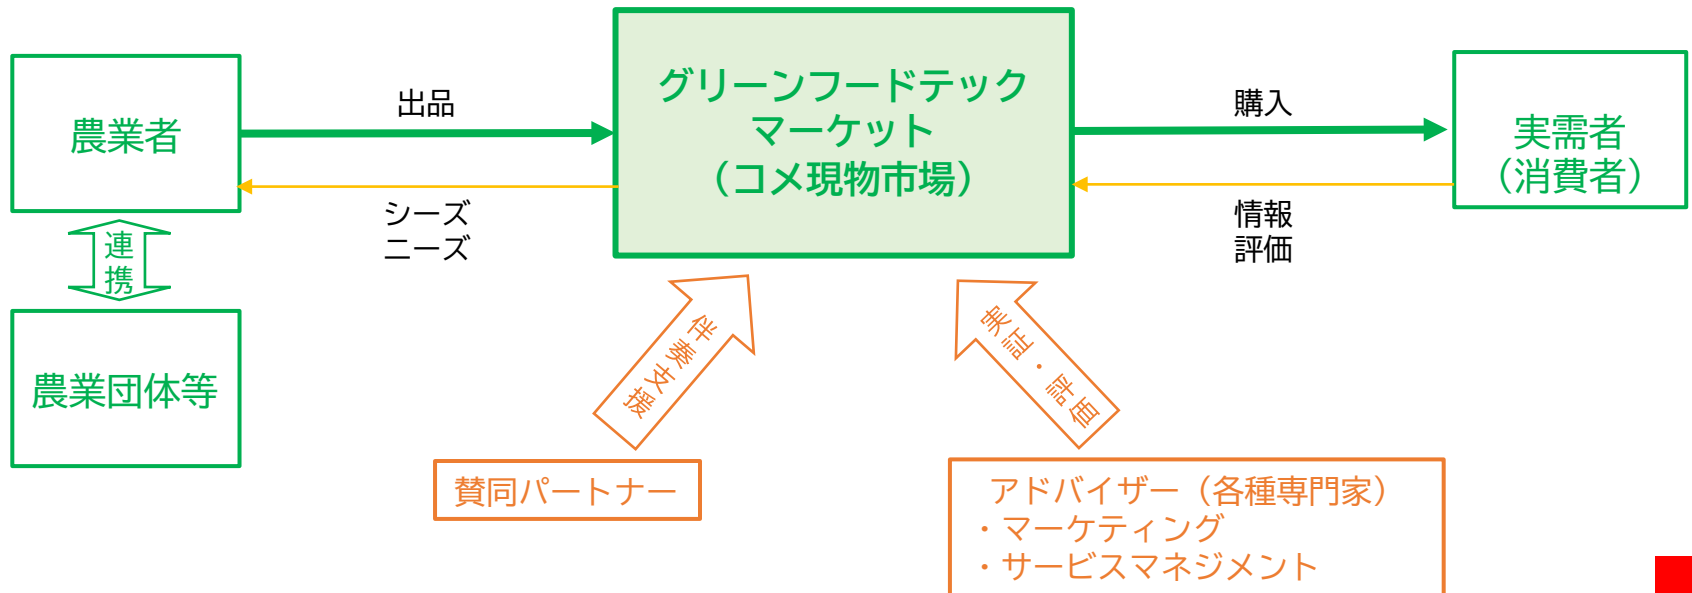 農業者
出品
シーズ
ニーズ
グリーンフードテック
マーケット
（コメ現物市場）
購入
情報
評価
実需者
（消費者）
連
携
農業団体等
伴奏支援
実証・評価
賛同パートナー
アドバイザー（各種専門家）
・マーケティング
・サービスマネジメント